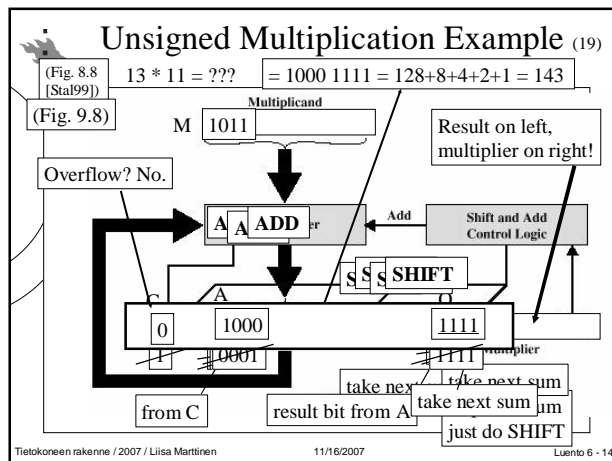 Unsigned Multiplication Example (19)
(Fig. 8.8
[Stal99])
13 * 11 = ???
= 1000 1111 = 128+8+4+2+1 = 143
(Fig. 9.8)
Multiplicand
M 1011
Result on left,
multiplier on right!
Overflow? No.
ADD
Add
Shift and Add
Control Logic
SHIFT
C A Q
0 1000 1111
1 0001 1111
take next sum
take next sum
from C
result bit from A
just do SHIFT
Tietokoneen rakenne / 2007 / Liisa Marttinen 11/16/2007 Luento 6 - 14